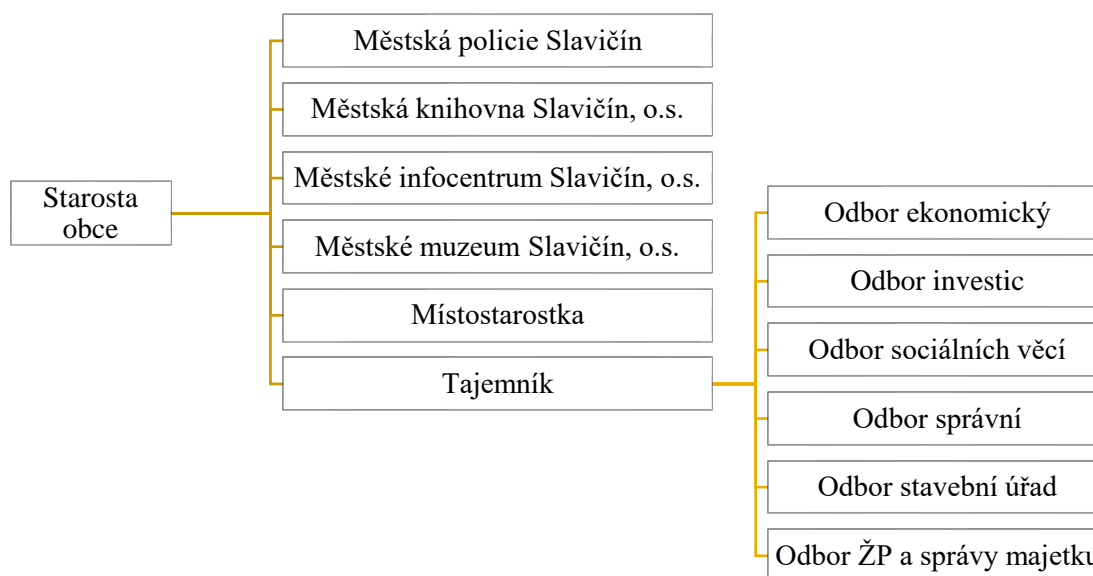 Starosta
obce
Městská policie Slavičín
Městská knihovna Slavičín, o.s.
Městské infocentrum Slavičín, o.s.
Městské muzeum Slavičín, o.s.
Místostarostka
Tajemník
Odbor ekonomický
Odbor investic
Odbor sociálních věcí
Odbor správní
Odbor stavební úřad
Odbor ŽP a správy majetku